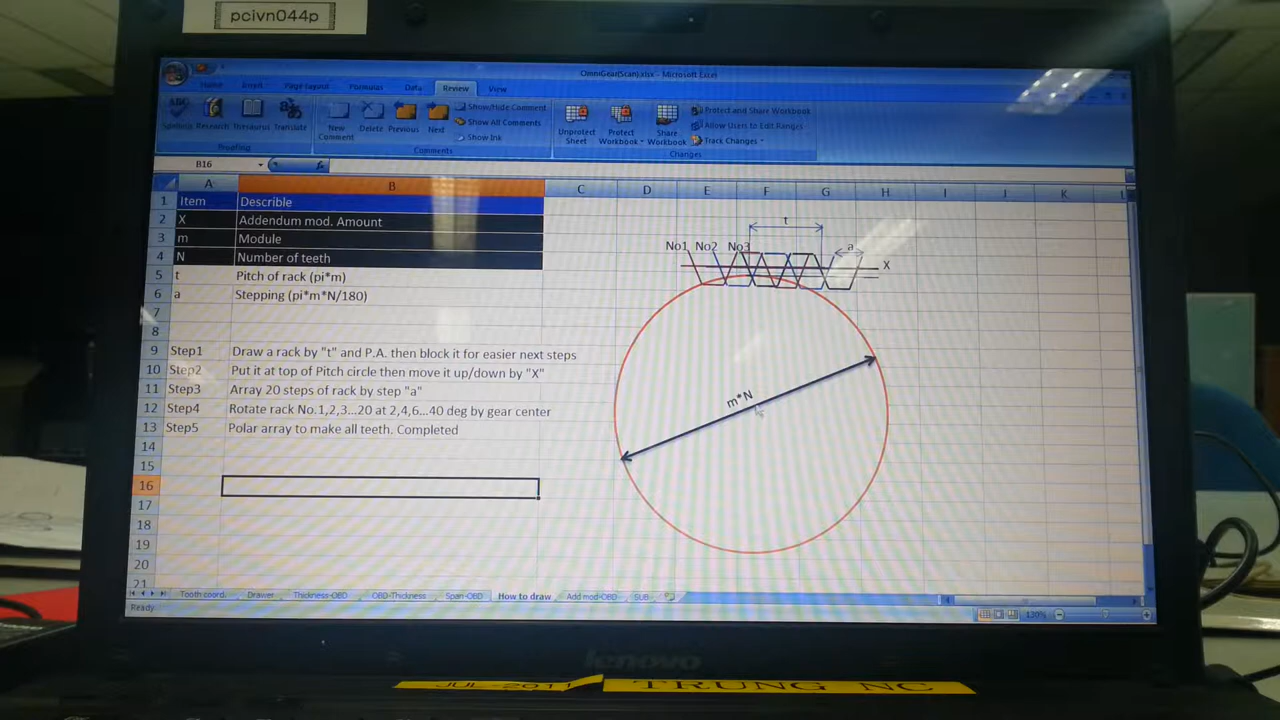 pcivn044p
OmniGear(Scan).xlsx - Microsoft Excel
Home Insert Page Layout Formulas Data Review View
ABC
Spelling Research Thesaurus Translate
Proofing
New Comment Delete Previous Next
Show/Hide Comment
Show All Comments
Show Ink
Comments
Unprotect Sheet Protect Workbook Share Workbook
Protect and Share Workbook
Allow Users to Edit Ranges
Track Changes
Changes
B16
A B C D E F G H I J K L
1 Item Describle
2 X Addendum mod. Amount
3 m Module
4 N Number of teeth
5 t Pitch of rack (pi*m)
6 a Stepping (pi*m*N/180)
7
8
9 Step1 Draw a rack by "t" and P.A. then block it for easier next steps
10 Step2 Put it at top of Pitch circle then move it up/down by "X"
11 Step3 Array 20 steps of rack by step "a"
12 Step4 Rotate rack No.1,2,3...20 at 2,4,6...40 deg by gear center
13 Step5 Polar array to make all teeth. Completed
14
15
16
17
18
19
20
21
t
No1 No2 No3 a
X
m*N
Tooth coord. Drawer Thickness-OBD OBD-Thickness Span-OBD How to draw Add mod-OBD SUB
Ready
130%
lenovo
JUL-2011 TRUNG NC